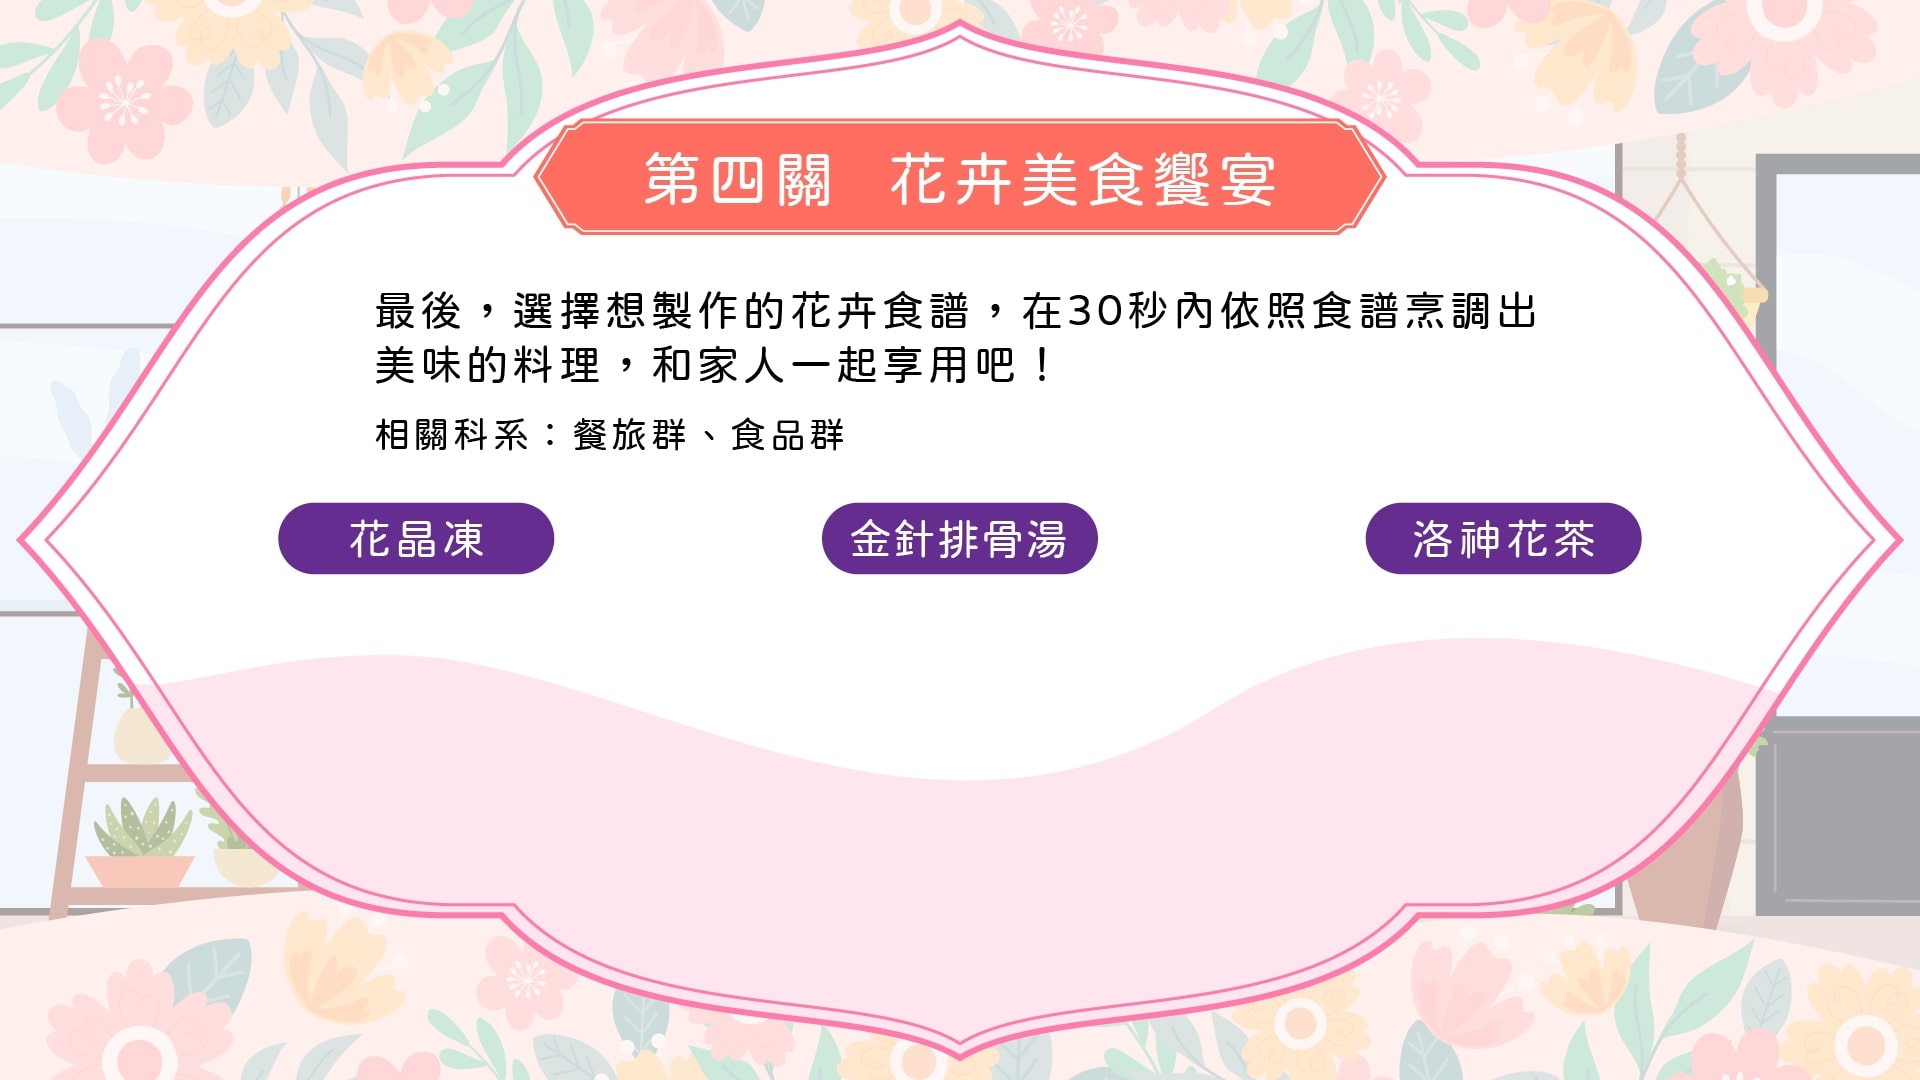 第四關 花卉美食饗宴
最後，選擇想製作的花卉食譜，在30秒內依照食譜烹調出
美味的料理，和家人一起享用吧！
相關科系：餐旅群、食品群
花晶凍
金針排骨湯
洛神花茶